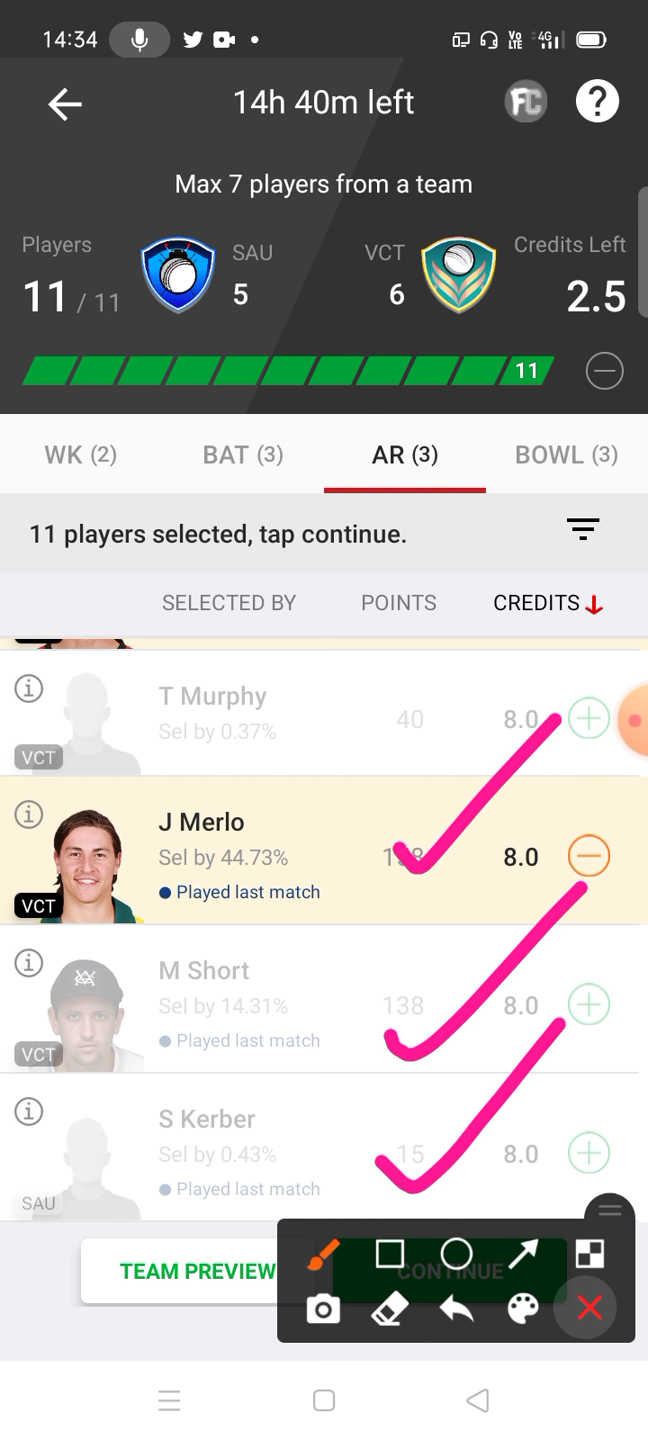 14:34 Vo LTE 4G
14h 40m left FC ?
Max 7 players from a team
Players SAU VCT Credits Left
11 / 11 5 6 2.5
11
WK (2) BAT (3) AR (3) BOWL (3)
11 players selected, tap continue.
SELECTED BY POINTS CREDITS
T Murphy
Sel by 0.37% 40 8.0
VCT
J Merlo
Sel by 44.73% 8.0
VCT Played last match
M Short
Sel by 14.31% 138 8.0
VCT Played last match
S Kerber
Sel by 0.43% 15 8.0
SAU Played last match
TEAM PREVIEW CONTINUE